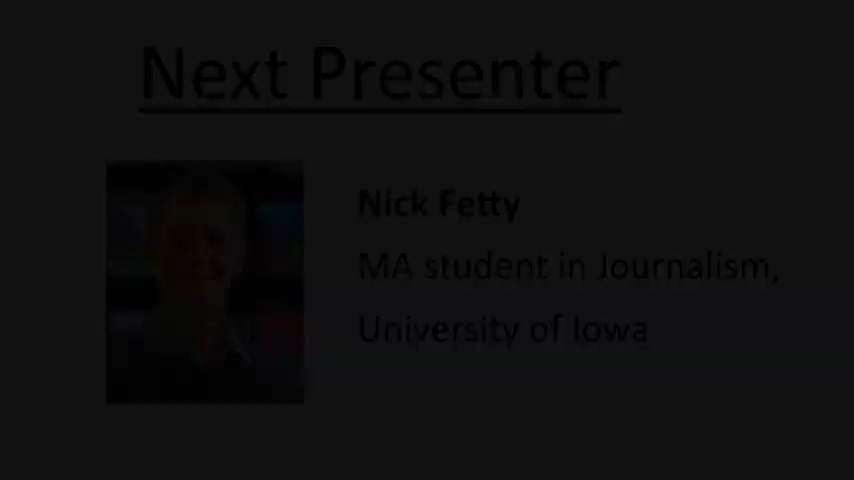 Next Presenter
Nick Fetty
MA student in Journalism,
University of Iowa